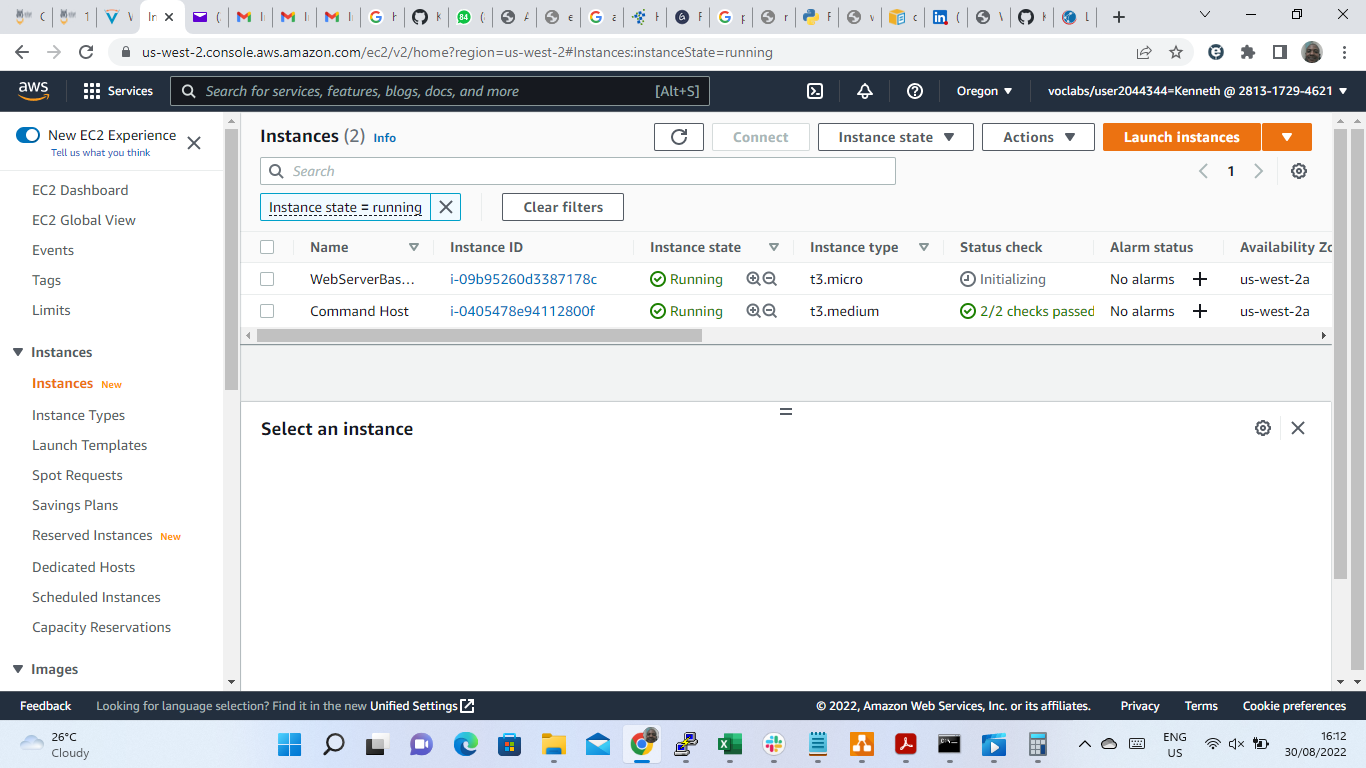 us-west-2.console.aws.amazon.com/ec2/v2/home?region=us-west-2#Instances:instanceState=running
aws
Services
Search for services, features, blogs, docs, and more
[Alt+S]
Oregon
voclabs/user2044344=Kenneth @ 2813-1729-4621
New EC2 Experience
Tell us what you think
EC2 Dashboard
EC2 Global View
Events
Tags
Limits
Instances
Instances New
Instance Types
Launch Templates
Spot Requests
Savings Plans
Reserved Instances New
Dedicated Hosts
Scheduled Instances
Capacity Reservations
Images
Instances (2) Info
Connect
Instance state
Actions
Launch instances
Search
1
Instance state = running
Clear filters
Name Instance ID Instance state Instance type Status check Alarm status Availability Zo
WebServerBas... i-09b95260d3387178c Running t3.micro Initializing No alarms us-west-2a
Command Host i-0405478e94112800f Running t3.medium 2/2 checks passed No alarms us-west-2a
Select an instance
Feedback
Looking for language selection? Find it in the new Unified Settings
© 2022, Amazon Web Services, Inc. or its affiliates.
Privacy
Terms
Cookie preferences
26°C
Cloudy
ENG
US
16:12
30/08/2022